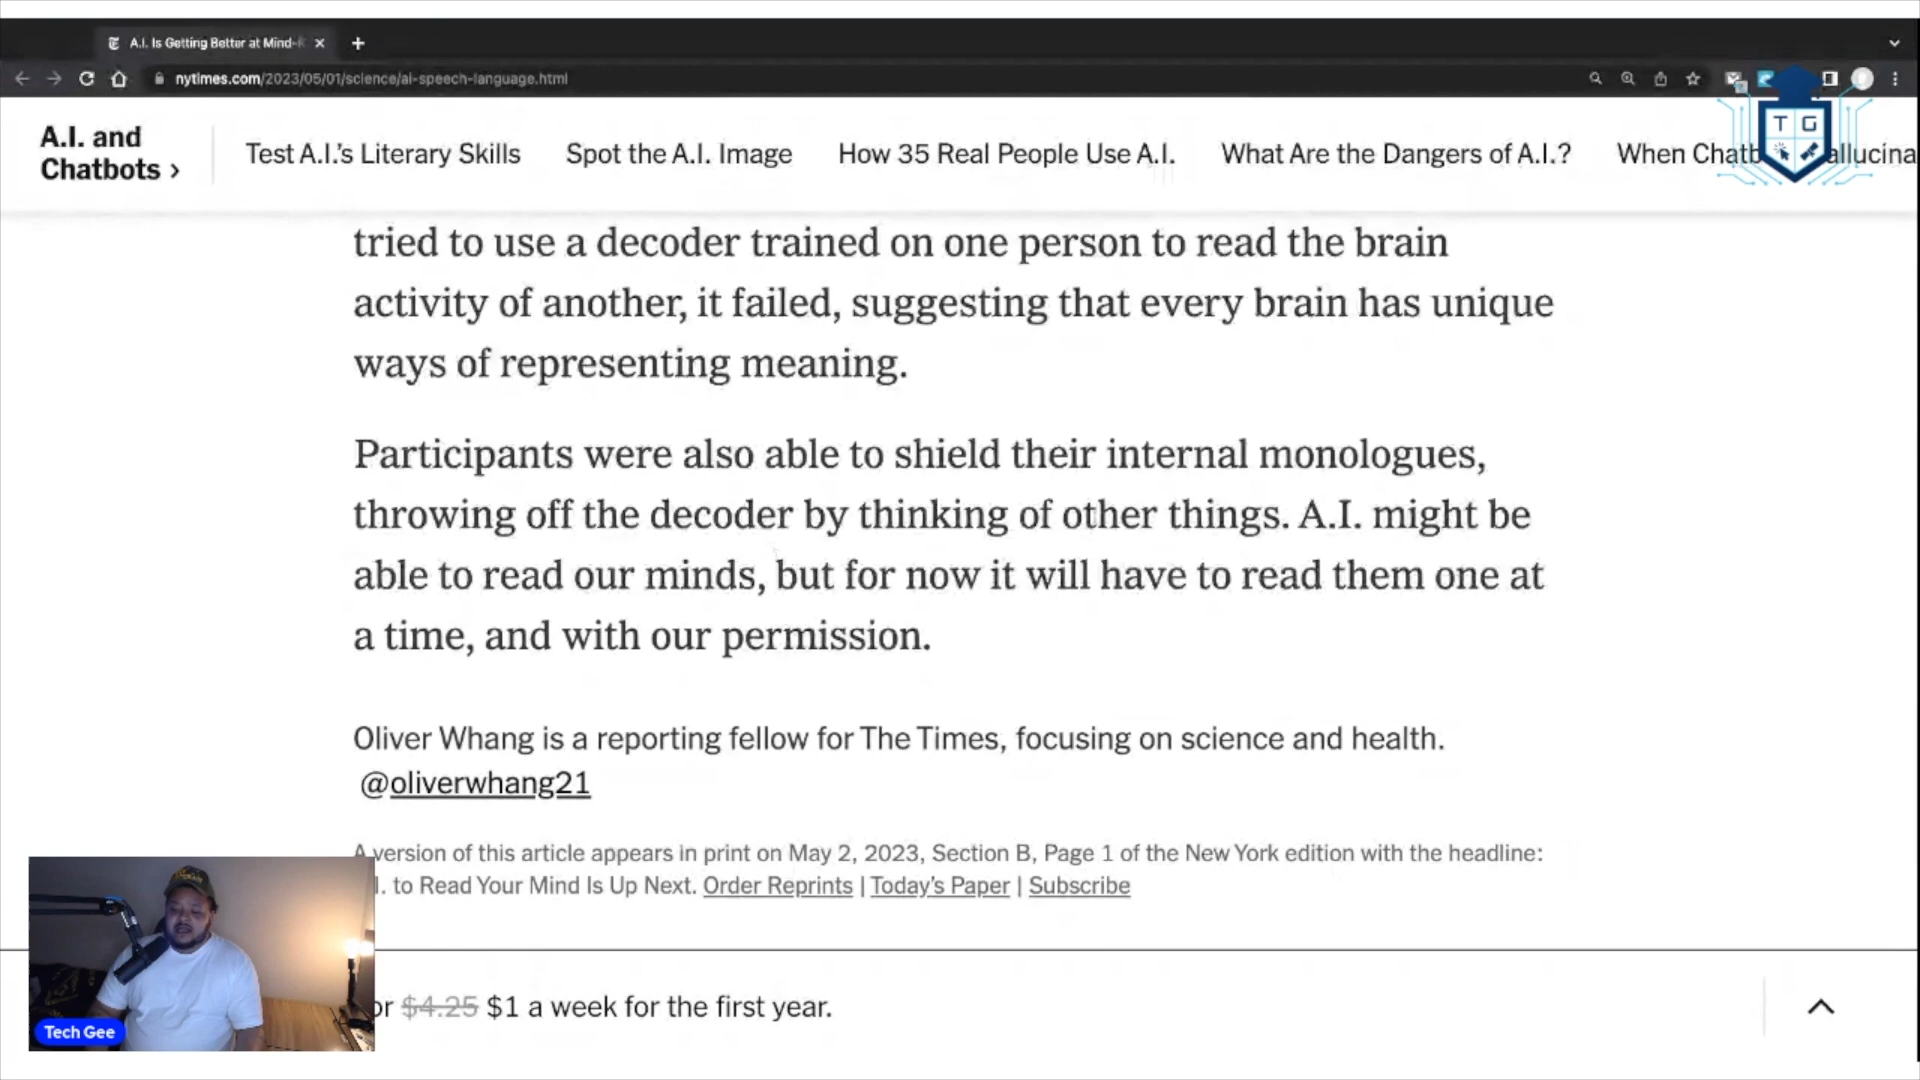 A.I. Is Getting Better at Mind-
nytimes.com/2023/05/01/science/ai-speech-language.html
A.I. and
Chatbots >
Test A.I.'s Literary Skills
Spot the A.I. Image
How 35 Real People Use A.I.
What Are the Dangers of A.I.?
When Chatb
allucina
T G
tried to use a decoder trained on one person to read the brain
activity of another, it failed, suggesting that every brain has unique
ways of representing meaning.
Participants were also able to shield their internal monologues,
throwing off the decoder by thinking of other things. A.I. might be
able to read our minds, but for now it will have to read them one at
a time, and with our permission.
Oliver Whang is a reporting fellow for The Times, focusing on science and health.
@oliverwhang21
A version of this article appears in print on May 2, 2023, Section B, Page 1 of the New York edition with the headline:
I. to Read Your Mind Is Up Next. Order Reprints | Today's Paper | Subscribe
or $4.25 $1 a week for the first year.
Tech Gee